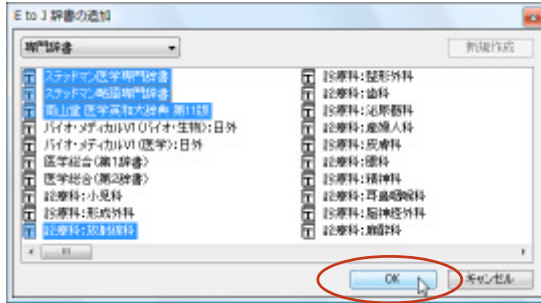 E to J 辞書の追加
専門辞書
新規作成
ステッドマン医学専門辞書
ステッドマン略語専門辞書
南山堂 医学英和大辞典 第11版
バイオ・メディカルV1(バイオ・生物):日外
バイオ・メディカルV1(医学):日外
医学総合(第1辞書)
医学総合(第2辞書)
診療科:小児科
診療科:形成外科
診療科:放射線科
診療科:整形外科
診療科:歯科
診療科:泌尿器科
診療科:産婦人科
診療科:皮膚科
診療科:眼科
診療科:精神科
診療科:耳鼻咽喉科
診療科:脳神経外科
診療科:麻酔科
OK
キャンセル